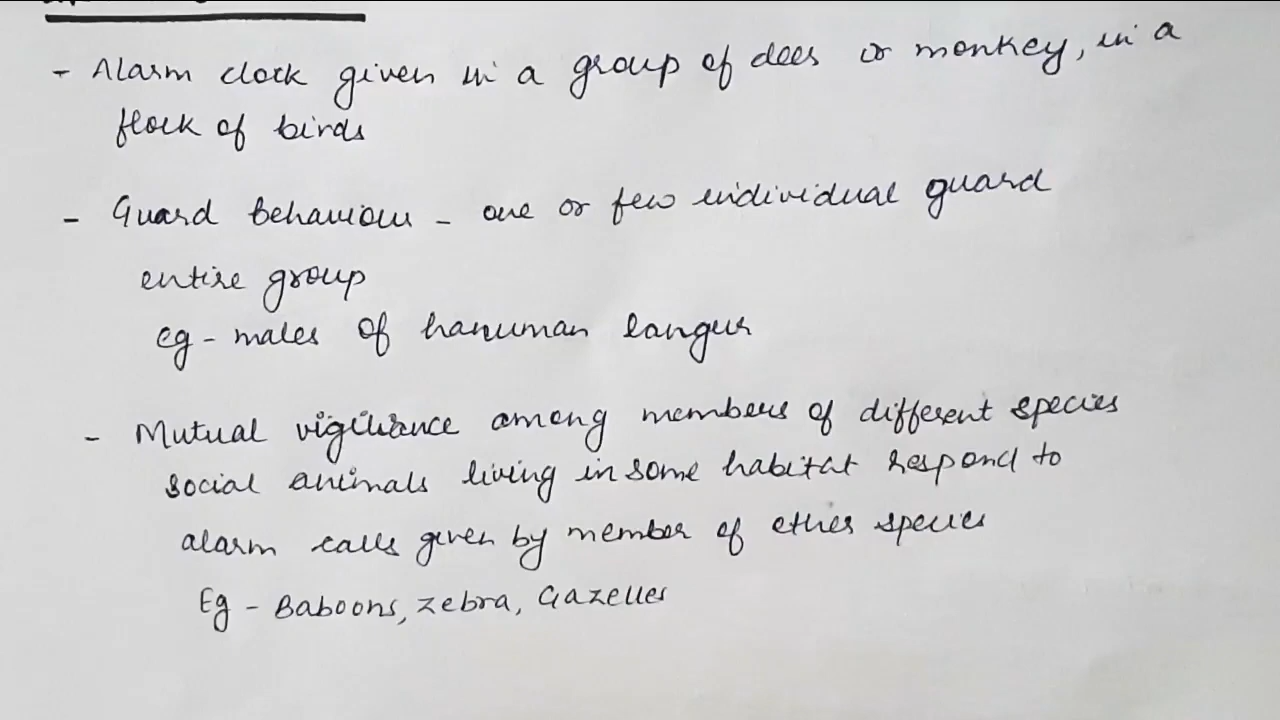 - Alarm clock given in a group of deer or monkey, in a
flock of birds
- Guard behaviour - one or few individual guard
entire group
eg - males of hanuman langur
- Mutual vigilance among members of different species
social animals living in some habitat respond to
alarm calls given by member of other species
Eg - Baboons, zebra, Gazelles